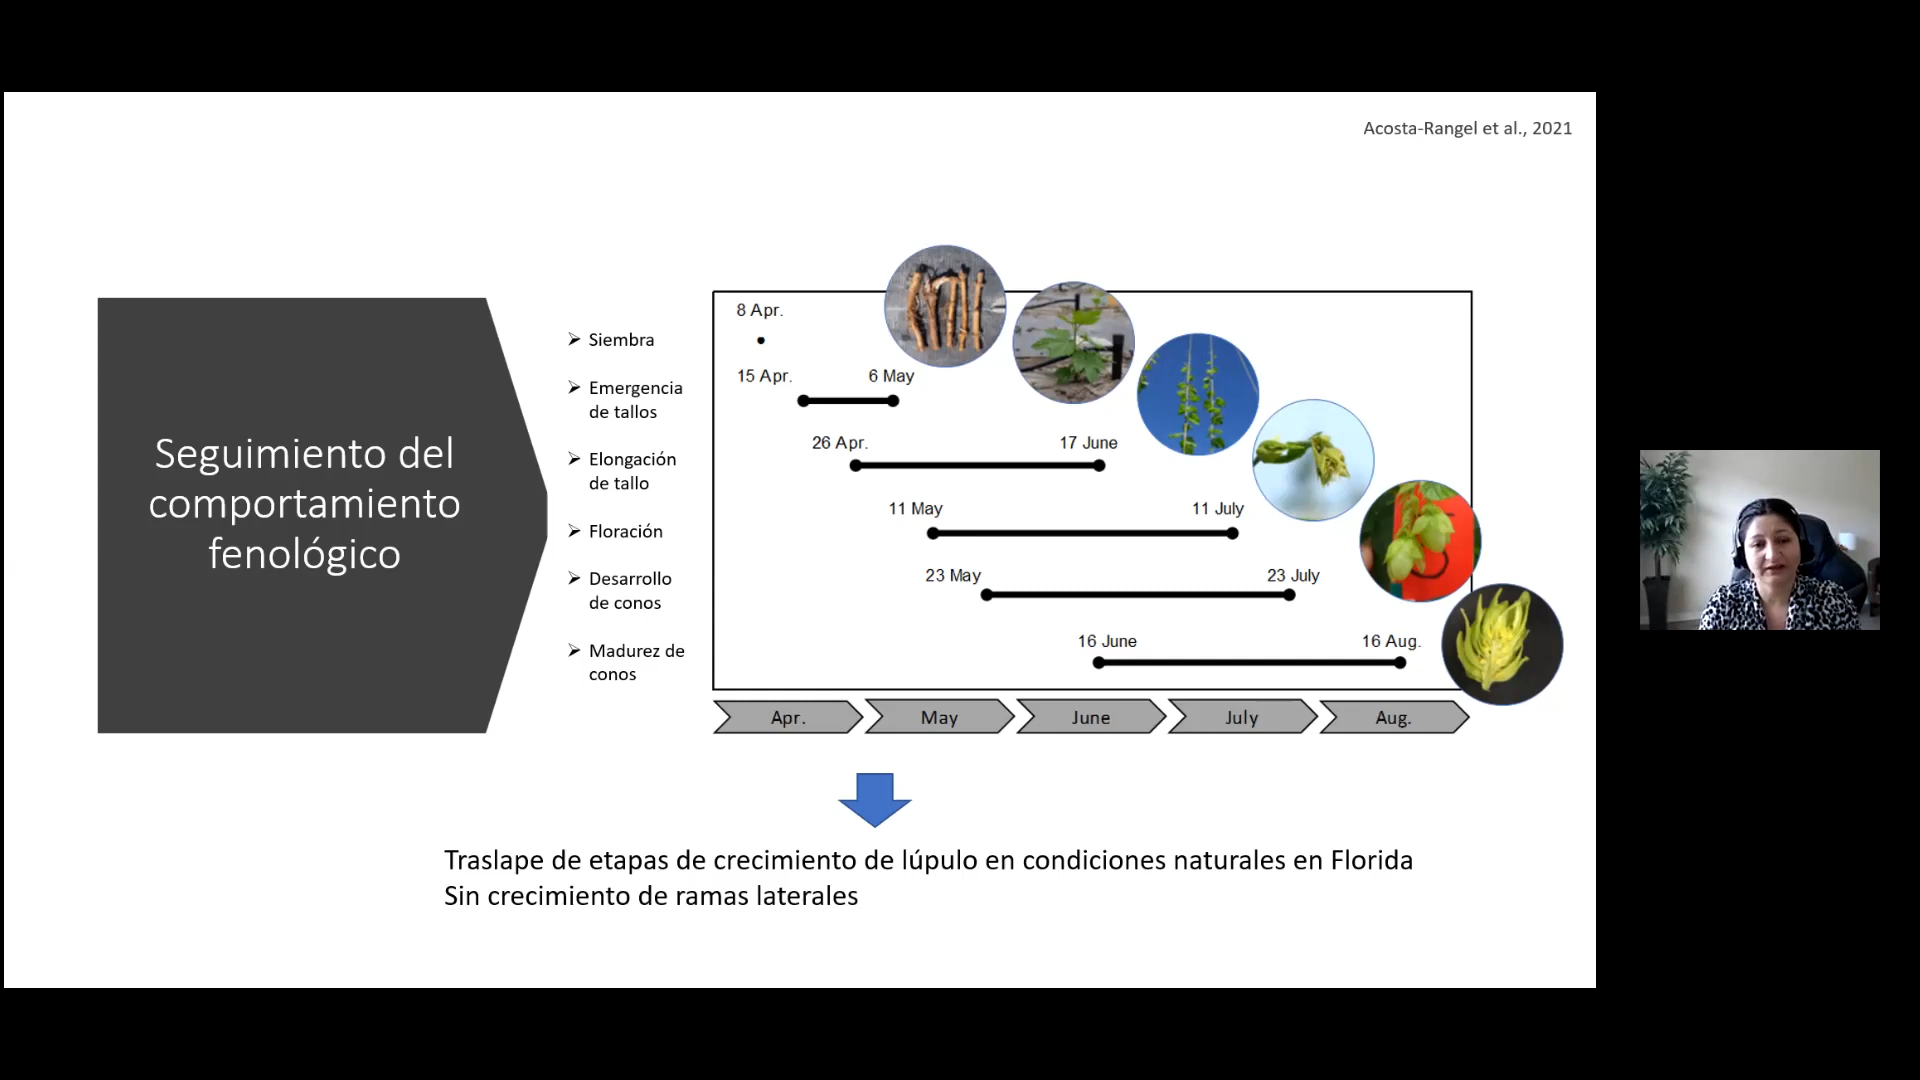 Acosta-Rangel et al., 2021
Seguimiento del
comportamiento
fenológico
⮚ Siembra
⮚ Emergencia
de tallos
⮚ Elongación
de tallo
⮚ Floración
⮚ Desarrollo
de conos
⮚ Madurez de
conos
8 Apr.
15 Apr. 6 May
26 Apr. 17 June
11 May 11 July
23 May 23 July
16 June 16 Aug.
Apr. May June July Aug.
Traslape de etapas de crecimiento de lúpulo en condiciones naturales en Florida
Sin crecimiento de ramas laterales